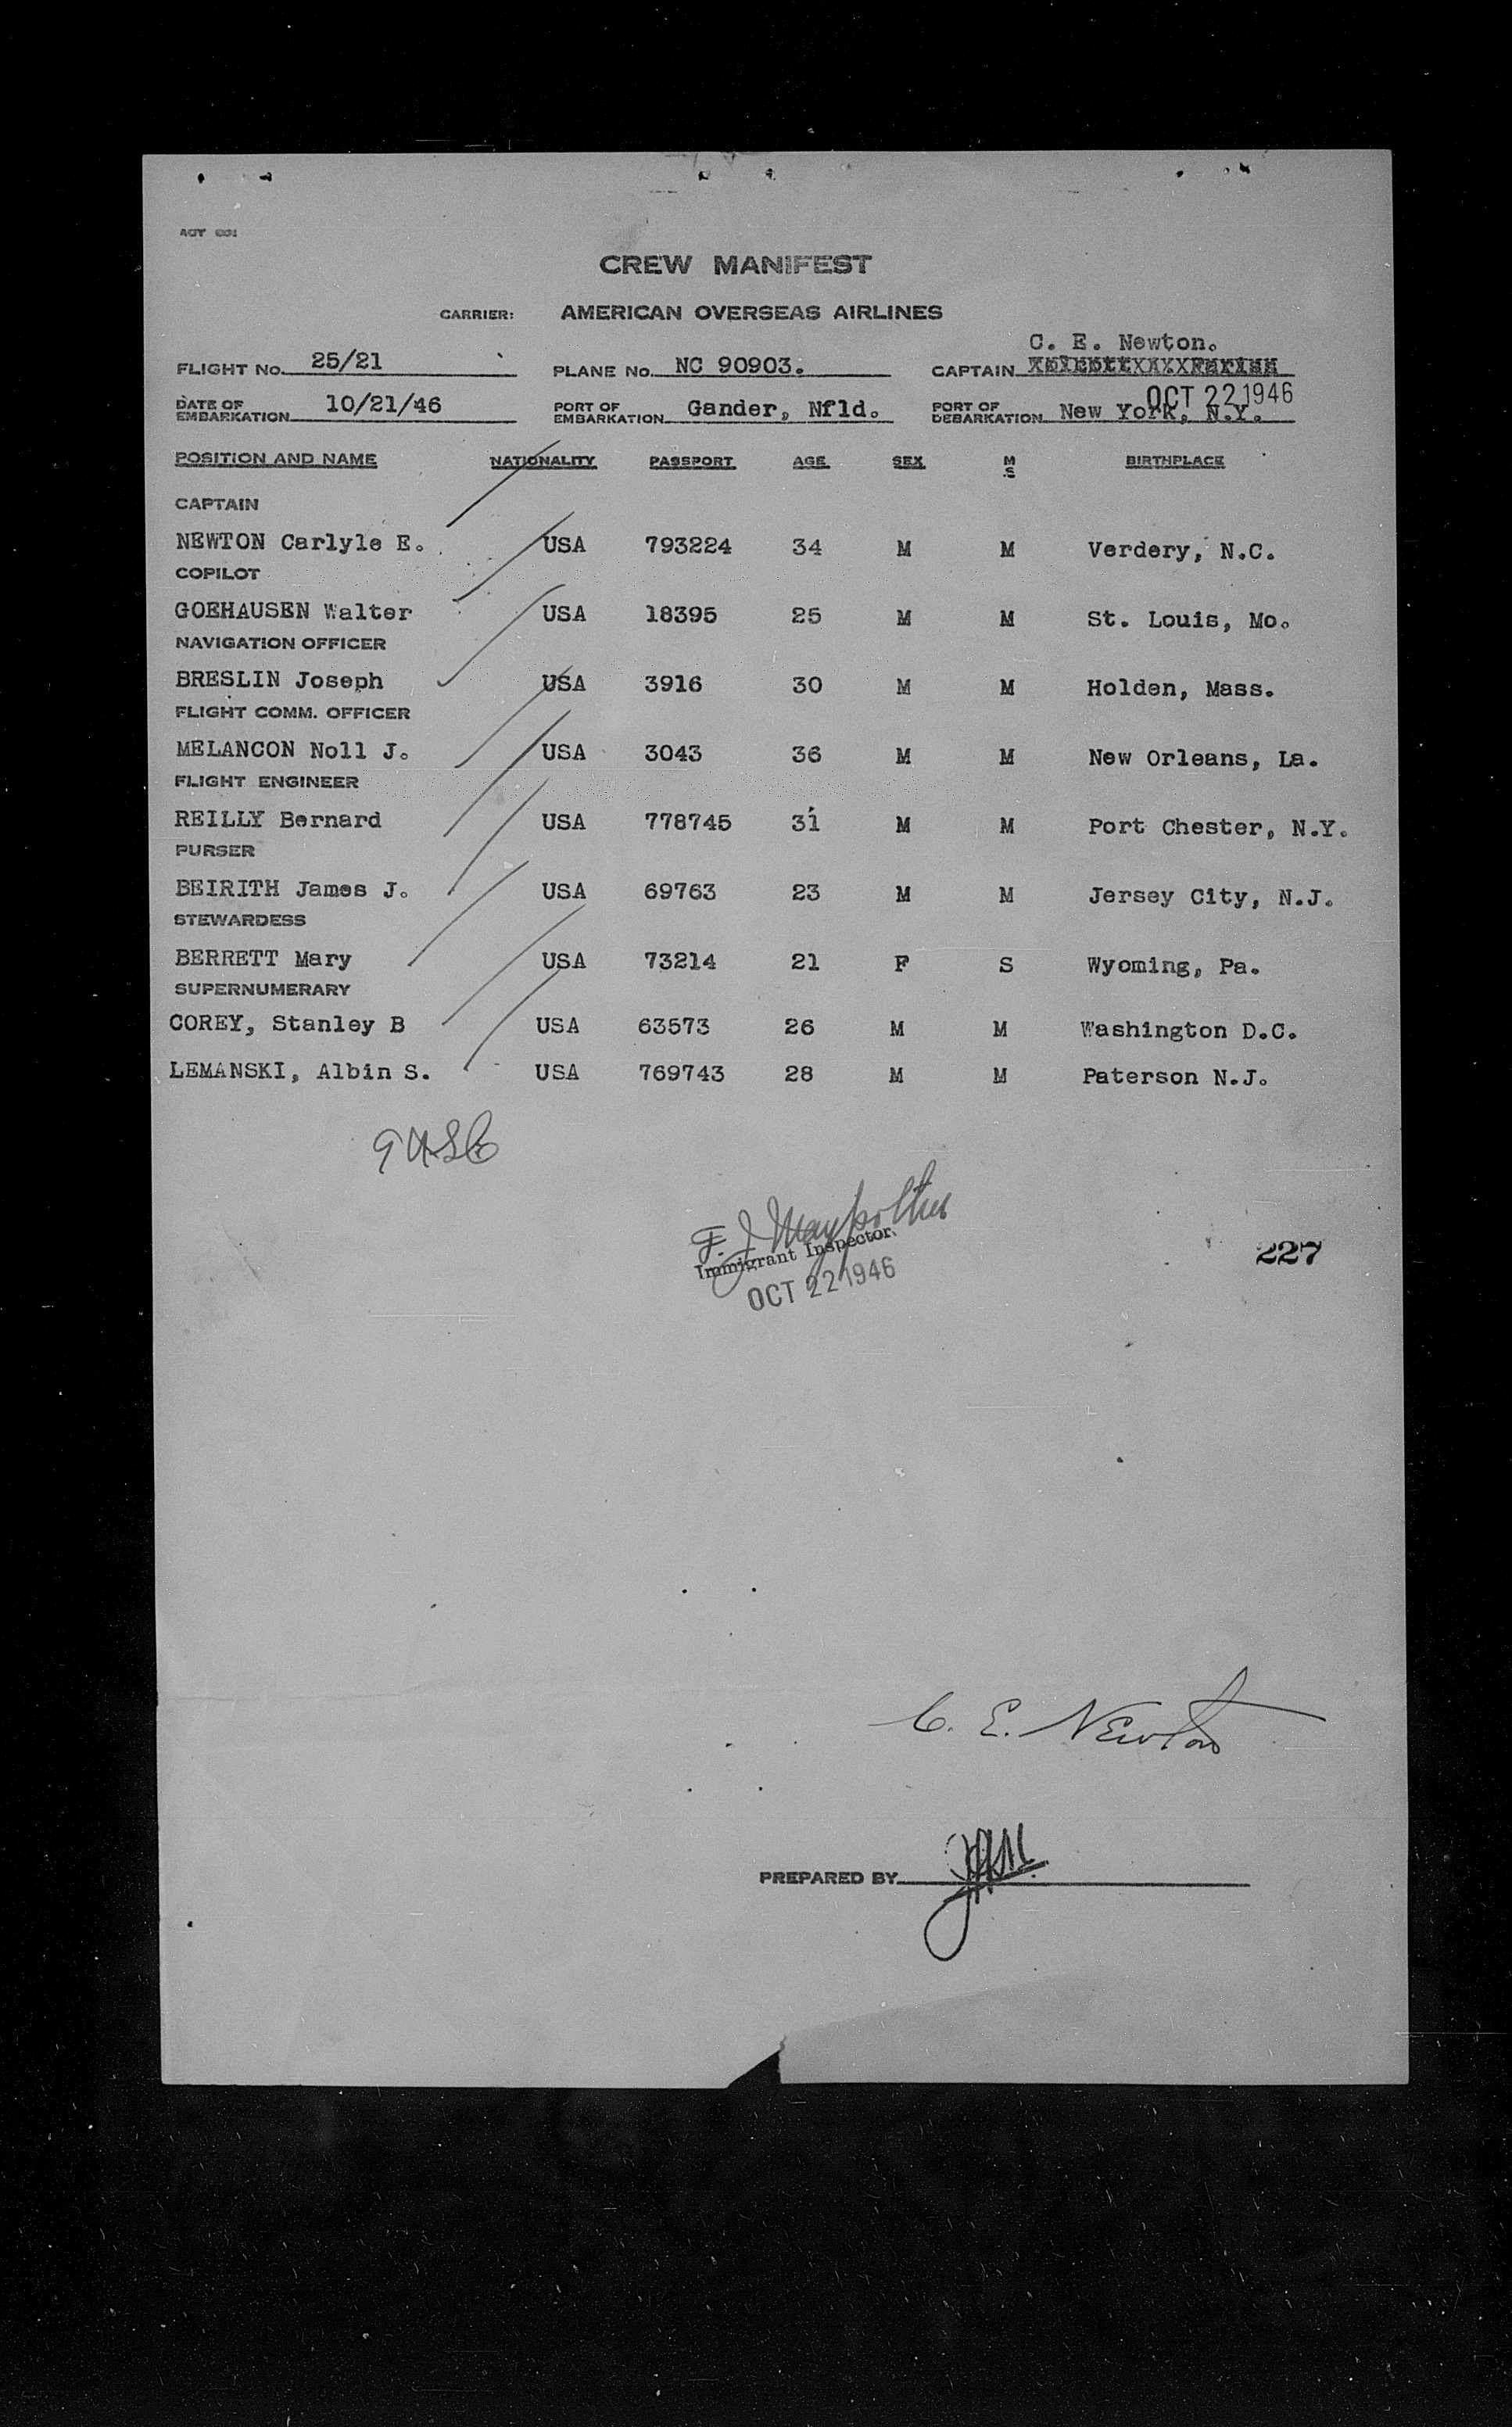 CREW MANIFEST
CARRIER: AMERICAN OVERSEAS AIRLINES
C. E. Newton.
FLIGHT No. 25/21 PLANE No. NC 90903. CAPTAIN
OCT 22 1946
DATE OF EMBARKATION 10/21/46 PORT OF EMBARKATION Gander, Nfld. PORT OF DEBARKATION New York, N.Y.
POSITION AND NAME NATIONALITY PASSPORT AGE SEX M S BIRTHPLACE
CAPTAIN
NEWTON Carlyle E. USA 793224 34 M M Verdery, N.C.
COPILOT
GOEHAUSEN Walter USA 18395 25 M M St. Louis, Mo.
NAVIGATION OFFICER
BRESLIN Joseph USA 3916 30 M M Holden, Mass.
FLIGHT COMM. OFFICER
MELANCON Noll J. USA 3043 36 M M New Orleans, La.
FLIGHT ENGINEER
REILLY Bernard USA 778745 31 M M Port Chester, N.Y.
PURSER
BEIRITH James J. USA 69763 23 M M Jersey City, N.J.
STEWARDESS
BERRETT Mary USA 73214 21 F S Wyoming, Pa.
SUPERNUMERARY
COREY, Stanley B USA 63573 26 M M Washington D.C.
LEMANSKI, Albin S. USA 769743 28 M M Paterson N.J.
9 USC
F. J.
Immigrant Inspector.
OCT 22 1946
227
C. E. Newton
PREPARED BY